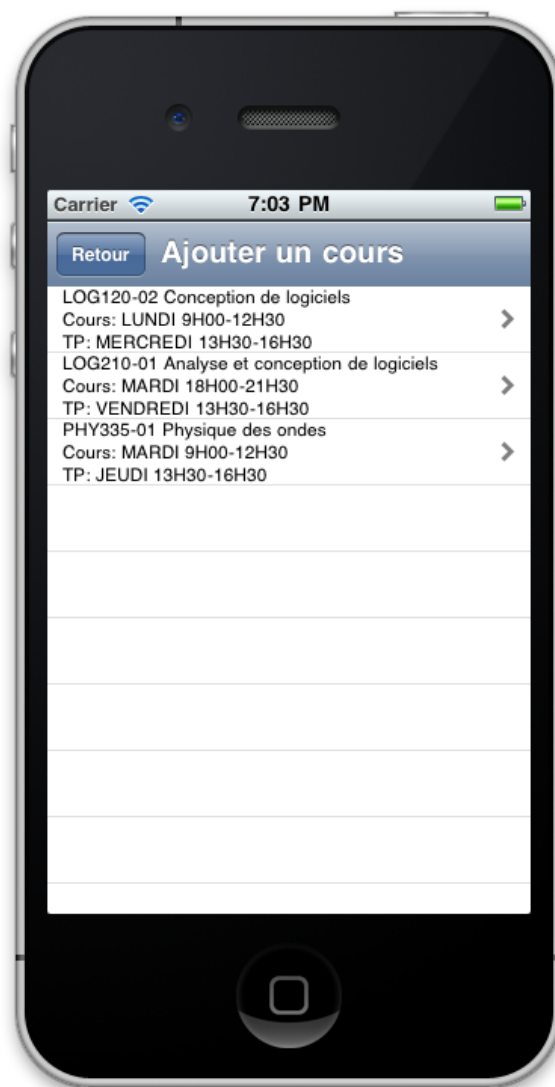 Carrier 7:03 PM
Retour Ajouter un cours
LOG120-02 Conception de logiciels
Cours: LUNDI 9H00-12H30
TP: MERCREDI 13H30-16H30
LOG210-01 Analyse et conception de logiciels
Cours: MARDI 18H00-21H30
TP: VENDREDI 13H30-16H30
PHY335-01 Physique des ondes
Cours: MARDI 9H00-12H30
TP: JEUDI 13H30-16H30